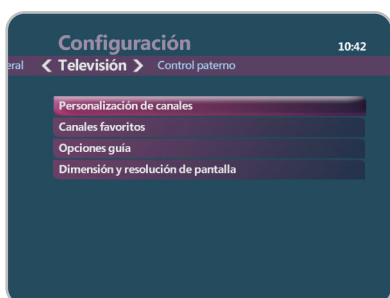 Configuración
10:42
eral < Televisión > Control paterno
Personalización de canales
Canales favoritos
Opciones guía
Dimensión y resolución de pantalla